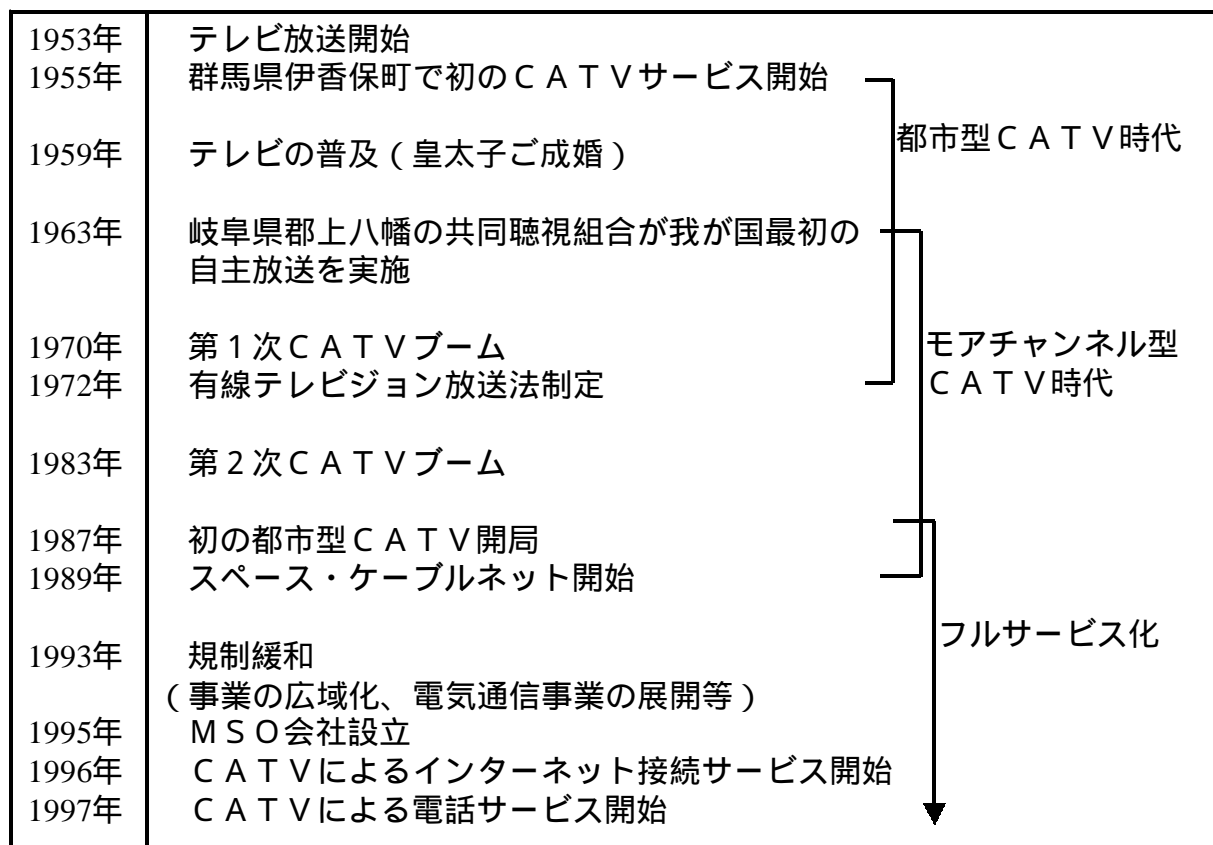 1953年 テレビ放送開始
1955年 群馬県伊香保町で初のＣＡＴＶサービス開始
都市型ＣＡＴＶ時代
1959年 テレビの普及（皇太子ご成婚）
1963年 岐阜県郡上八幡の共同聴視組合が我が国最初の
自主放送を実施
1970年 第１次ＣＡＴＶブーム
モアチャンネル型
1972年 有線テレビジョン放送法制定
ＣＡＴＶ時代
1983年 第２次ＣＡＴＶブーム
1987年 初の都市型ＣＡＴＶ開局
1989年 スペース・ケーブルネット開始
フルサービス化
1993年 規制緩和
（事業の広域化、電気通信事業の展開等）
1995年 ＭＳＯ会社設立
1996年 ＣＡＴＶによるインターネット接続サービス開始
1997年 ＣＡＴＶによる電話サービス開始